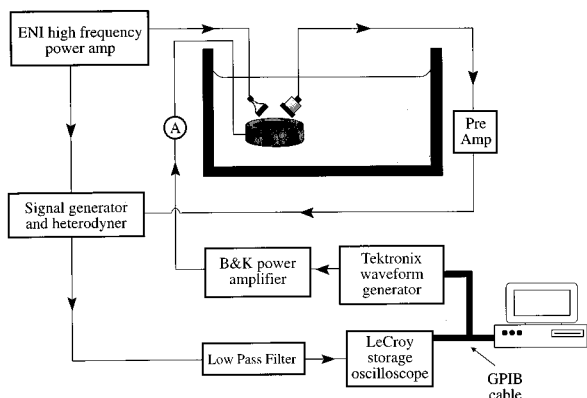 ENI high frequency
power amp
A
Pre
Amp
Signal generator
and heterodyner
B&K power
amplifier
Tektronix
waveform
generator
Low Pass Filter
LeCroy
storage
oscilloscope
GPIB
cable